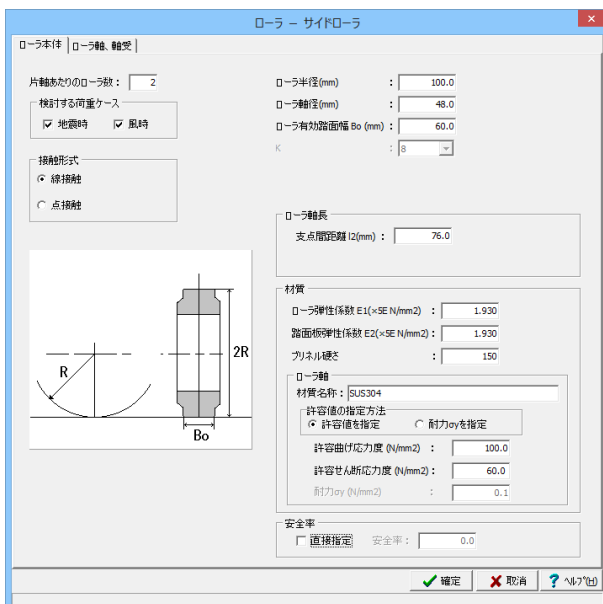 ローラ － サイドローラ
ローラ本体 ローラ軸、軸受
片軸あたりのローラ数： 2
検討する荷重ケース
地震時 風時
接触形式
線接触
点接触
ローラ半径(mm) ： 100.0
ローラ軸径(mm) ： 48.0
ローラ有効踏面幅 Bo (mm) ： 60.0
K ： 8
ローラ軸長
支点間距離 l2(mm) ： 76.0
材質
ローラ弾性係数 E1(×5E N/mm2) ： 1.930
踏面板弾性係数 E2(×5E N/mm2)： 1.930
ブリネル硬さ ： 150
ローラ軸
材質名称： SUS304
許容値の指定方法
許容値を指定 耐力σyを指定
許容曲げ応力度 (N/mm2) ： 100.0
許容せん断応力度 (N/mm2)： 60.0
耐力σy (N/mm2) ： 0.1
安全率
直接指定 安全率： 0.0
R
2R
Bo
確定 取消 ? ヘルプ(H)